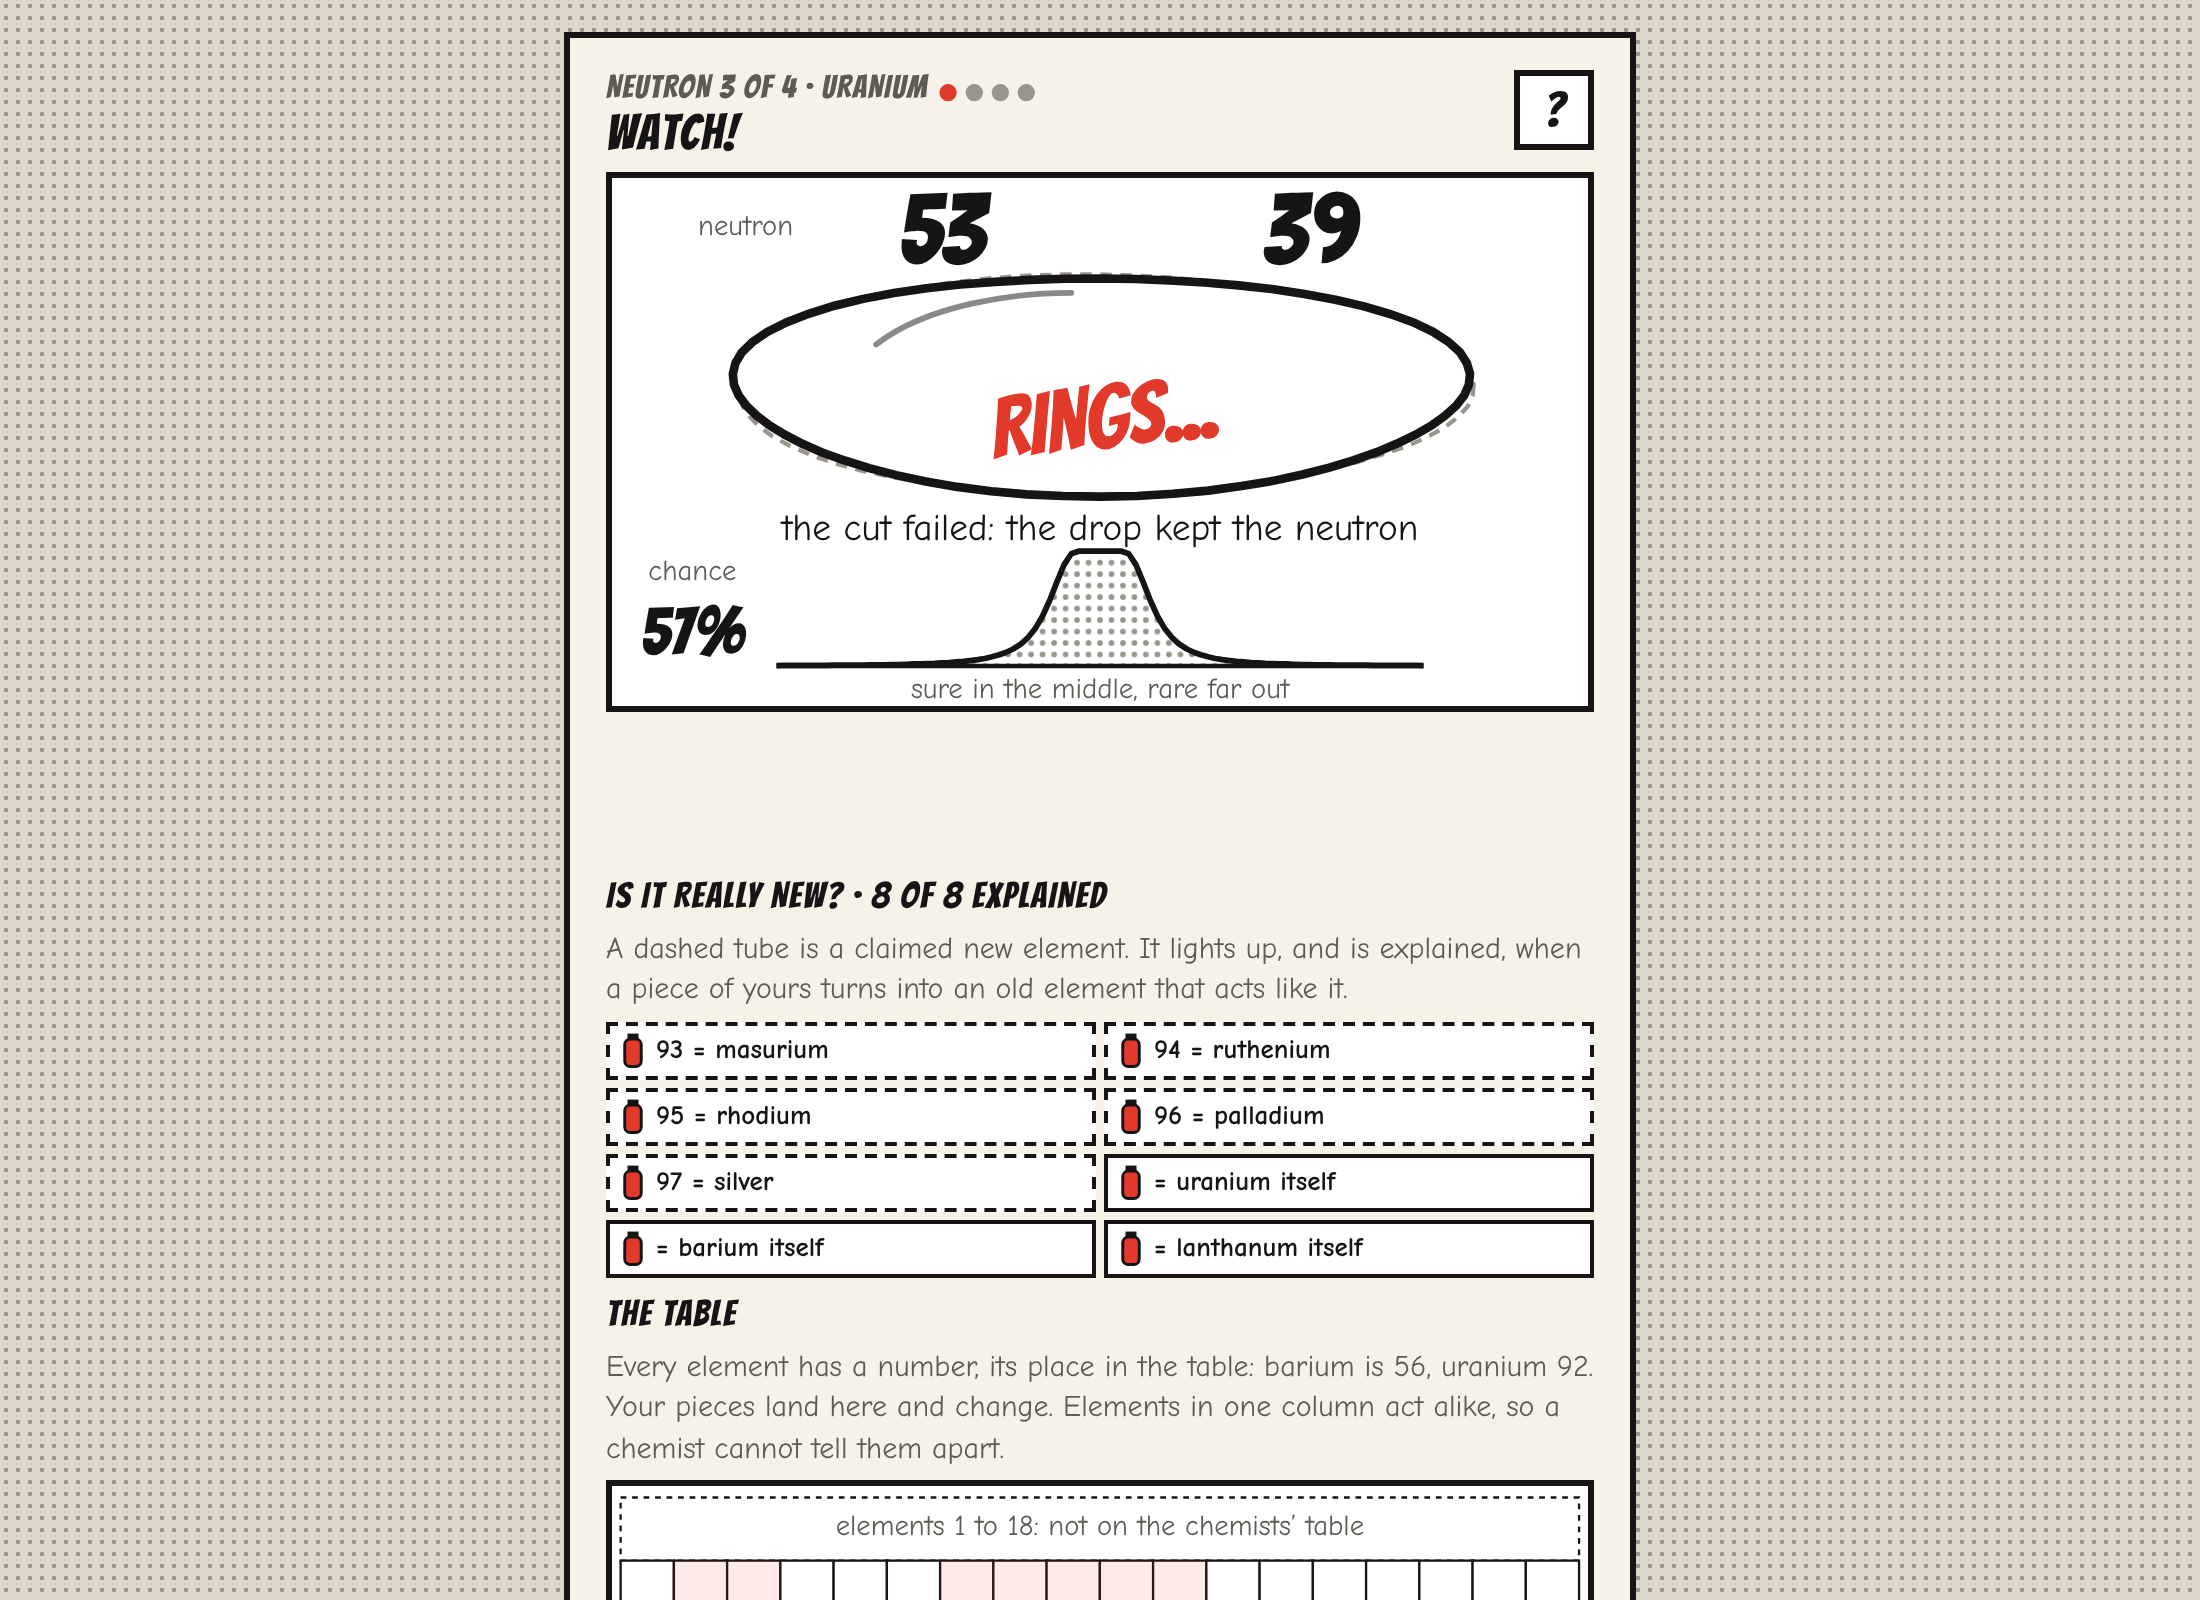 NEUTRON 3 OF 4 · URANIUM
WATCH!
?
neutron
53
39
RINGS...
the cut failed: the drop kept the neutron
chance
57%
sure in the middle, rare far out
IS IT REALLY NEW? · 8 OF 8 EXPLAINED
A dashed tube is a claimed new element. It lights up, and is explained, when
a piece of yours turns into an old element that acts like it.
93 = masurium
94 = ruthenium
95 = rhodium
96 = palladium
97 = silver
= uranium itself
= barium itself
= lanthanum itself
THE TABLE
Every element has a number, its place in the table: barium is 56, uranium 92.
Your pieces land here and change. Elements in one column act alike, so a
chemist cannot tell them apart.
elements 1 to 18: not on the chemists’ table